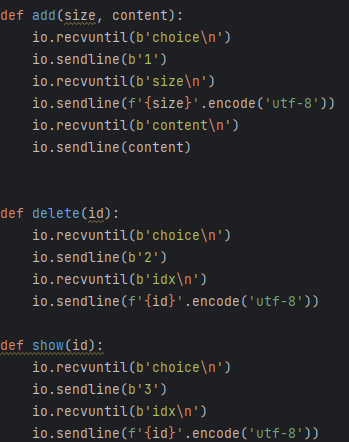 def add(size, content):
    io.recvuntil(b'choice\n')
    io.sendline(b'1')
    io.recvuntil(b'size\n')
    io.sendline(f'{size}'.encode('utf-8'))
    io.recvuntil(b'content\n')
    io.sendline(content)
def delete(id):
    io.recvuntil(b'choice\n')
    io.sendline(b'2')
    io.recvuntil(b'idx\n')
    io.sendline(f'{id}'.encode('utf-8'))
def show(id):
    io.recvuntil(b'choice\n')
    io.sendline(b'3')
    io.recvuntil(b'idx\n')
    io.sendline(f'{id}'.encode('utf-8'))